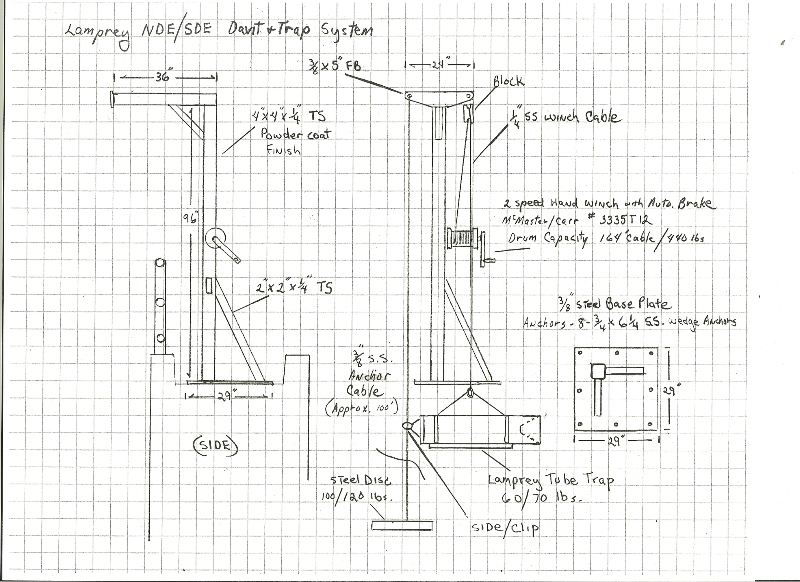 Lamprey NDE/SDE Davit + Trap System
36"
4"x4"x1/4" TS
Powder coat
Finish
96"
2"x2"x1/4" TS
29"
(SIDE)
3/8 x 5" FB
24"
Block
1/4" SS winch Cable
2 speed Hand winch with Auto. Brake
McMaster/Carr # 3335T12
Drum Capacity 164' Cable/440 lbs
3/8" S.S.
Anchor
Cable
(Approx. 100')
Steel Disc
100/120 lbs.
Lamprey Tube Trap
60/70 lbs.
SIDE/Clip
3/8" Steel Base Plate
Anchors - 8 - 3/4 x 6 1/4 S.S. wedge Anchors
29"
29"